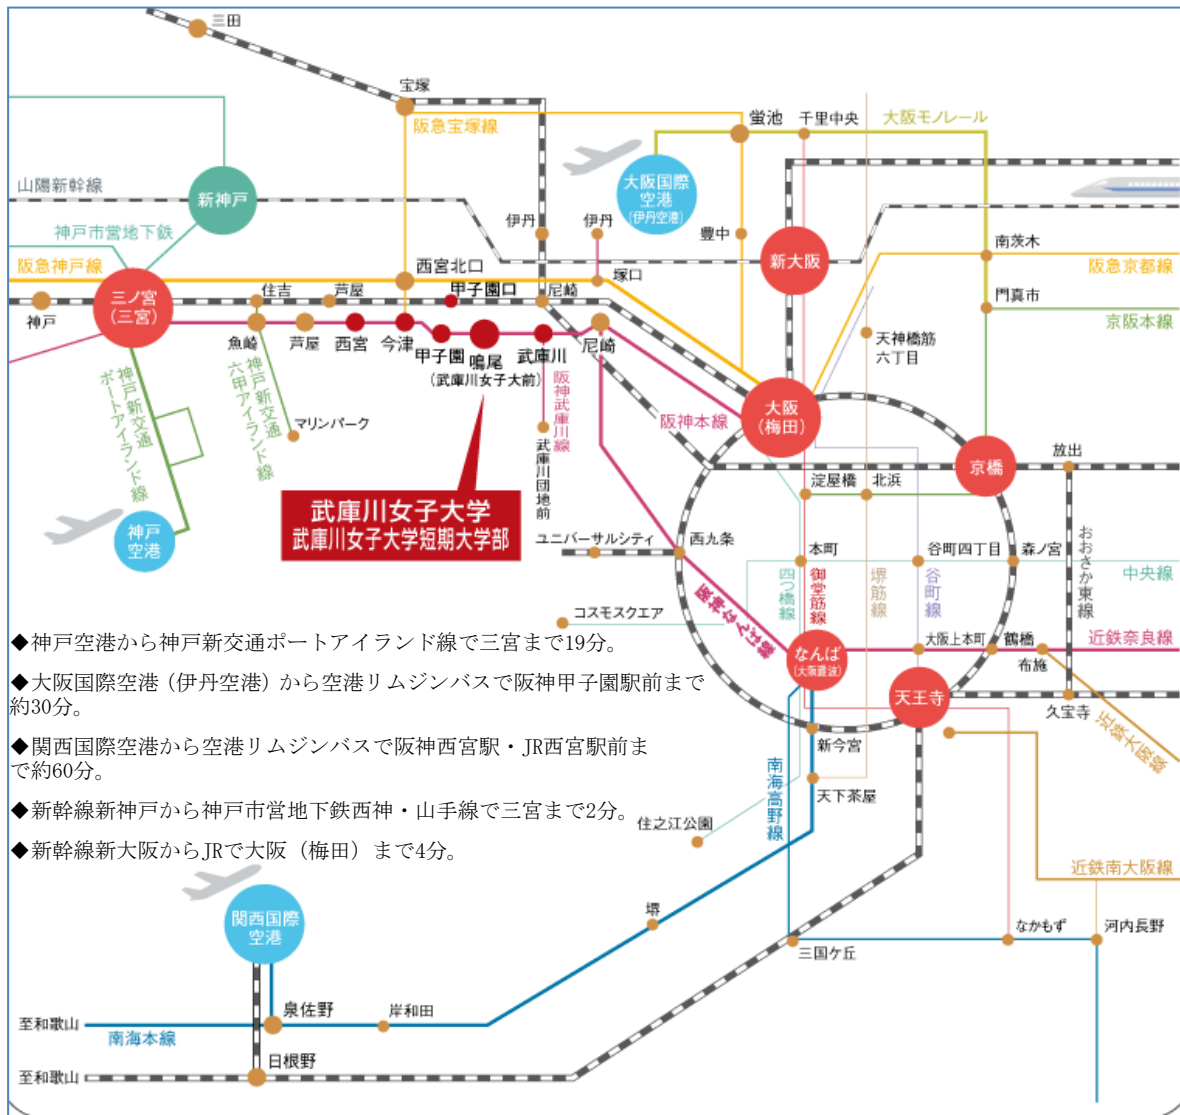 三田
宝塚
阪急宝塚線
蛍池
千里中央
大阪モノレール
大阪国際
空港
(伊丹空港)
山陽新幹線
新神戸
神戸市営地下鉄
伊丹
伊丹
豊中
新大阪
南茨木
阪急神戸線
西宮北口
塚口
阪急京都線
三ノ宮
(三宮)
神戸
住吉
芦屋
甲子園口
尼崎
門真市
京阪本線
魚崎
芦屋
西宮
今津
甲子園
鳴尾
(武庫川女子大前)
武庫川
尼崎
天神橋筋
六丁目
神戸新交通
ポートアイランド線
神戸新交通
六甲アイランド線
マリンパーク
阪神武庫川線
武庫川団地前
阪神本線
大阪
(梅田)
京橋
放出
淀屋橋
北浜
武庫川女子大学
武庫川女子大学短期大学部
神戸
空港
ユニバーサルシティ
西九条
本町
谷町四丁目
森ノ宮
おおさか東線
中央線
四つ橋線
御堂筋線
堺筋線
谷町線
コスモスクエア
阪神なんば線
なんば
(大阪難波)
大阪上本町
鶴橋
布施
近鉄奈良線
天王寺
久宝寺
近鉄大阪線
新今宮
天下茶屋
南海高野線
住之江公園
◆神戸空港から神戸新交通ポートアイランド線で三宮まで19分。
◆大阪国際空港(伊丹空港)から空港リムジンバスで阪神甲子園駅前まで
約30分。
◆関西国際空港から空港リムジンバスで阪神西宮駅・JR西宮駅前ま
で約60分。
◆新幹線新神戸から神戸市営地下鉄西神・山手線で三宮まで2分。
◆新幹線新大阪からJRで大阪(梅田)まで4分。
近鉄南大阪線
関西国際
空港
堺
なかもず
河内長野
三国ケ丘
泉佐野
岸和田
至和歌山
南海本線
日根野
至和歌山